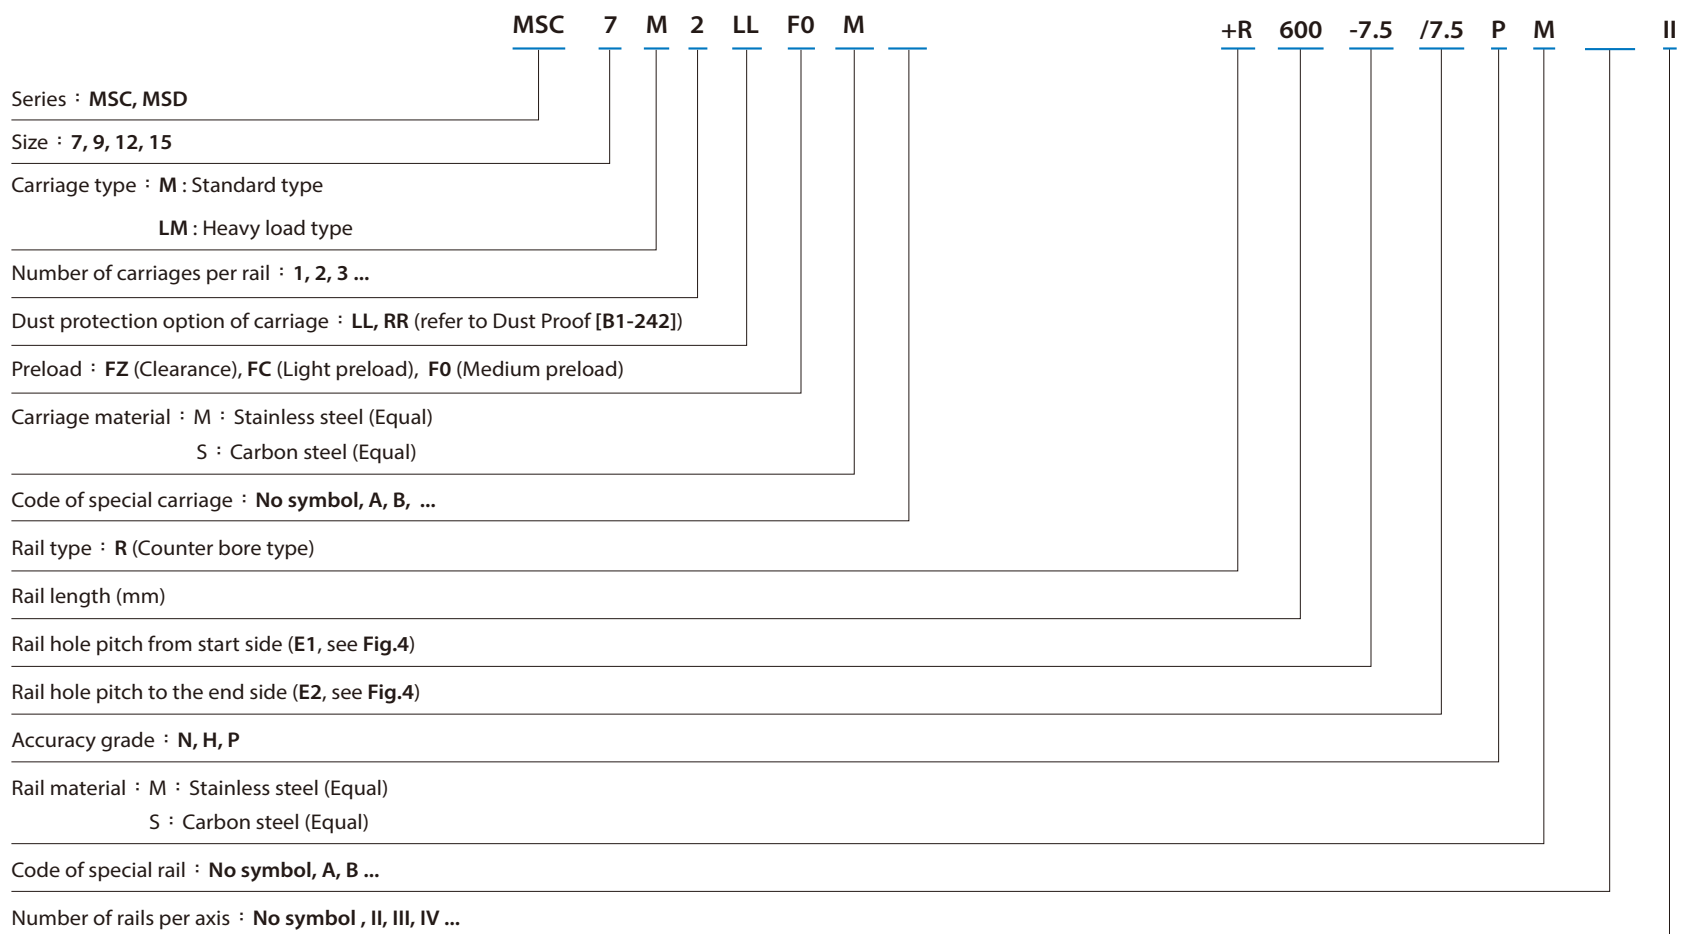 MSC 7 M 2 LL F0 M +R 600 -7.5 /7.5 P M II
Series：MSC, MSD
Size：7, 9, 12, 15
Carriage type：M : Standard type
LM : Heavy load type
Number of carriages per rail：1, 2, 3 ...
Dust protection option of carriage：LL, RR (refer to Dust Proof [B1-242])
Preload：FZ (Clearance), FC (Light preload), F0 (Medium preload)
Carriage material：M：Stainless steel (Equal)
S：Carbon steel (Equal)
Code of special carriage：No symbol, A, B, ...
Rail type：R (Counter bore type)
Rail length (mm)
Rail hole pitch from start side (E1, see Fig.4)
Rail hole pitch to the end side (E2, see Fig.4)
Accuracy grade：N, H, P
Rail material：M：Stainless steel (Equal)
S：Carbon steel (Equal)
Code of special rail：No symbol, A, B ...
Number of rails per axis：No symbol , II, III, IV ...